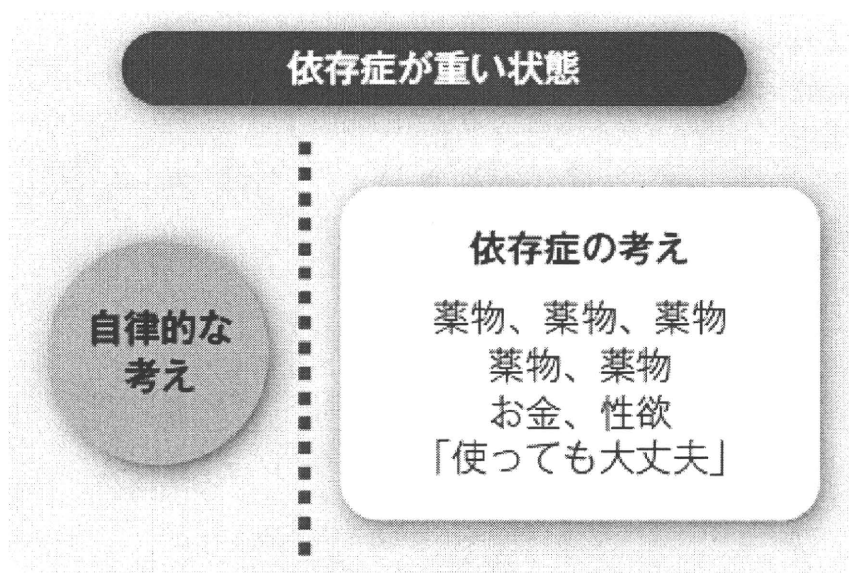 依存症が重い状態
自律的な
考え
依存症の考え
薬物、薬物、薬物
薬物、薬物
お金、性欲
「使っても大丈夫」